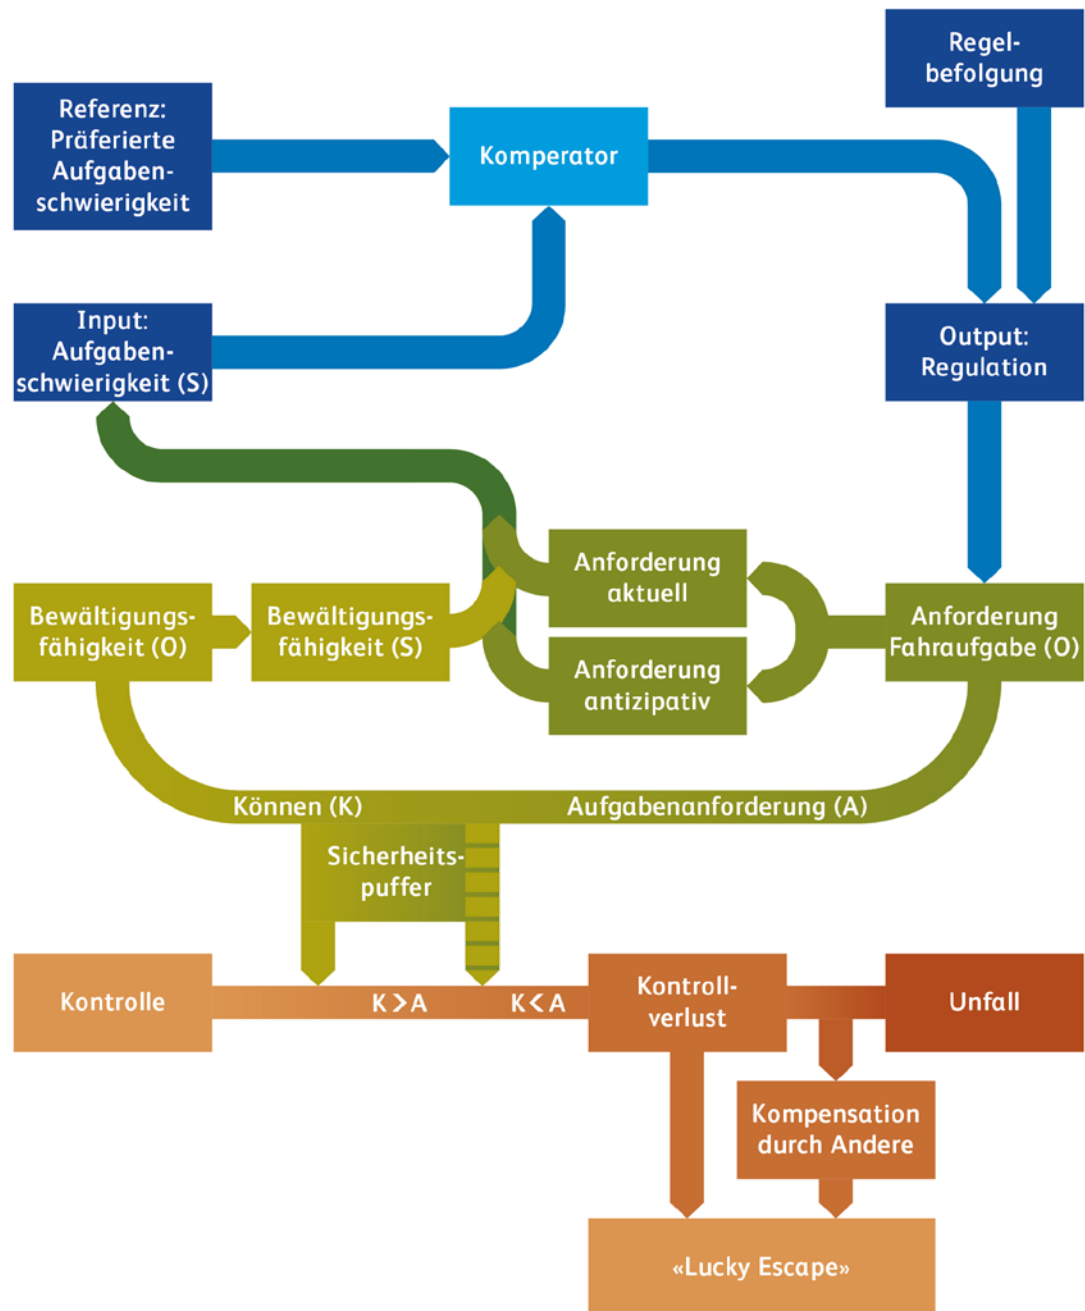 Regel-
befolgung
Referenz:
Präferierte
Aufgaben-
schwierigkeit
Komperator
Input:
Aufgaben-
schwierigkeit (S)
Output:
Regulation
Anforderung
aktuell
Bewältigungs-
fähigkeit (O)
Bewältigungs-
fähigkeit (S)
Anforderung
Fahraufgabe (O)
Anforderung
antizipativ
Können (K)
Aufgabenanforderung (A)
Sicherheits-
puffer
Kontrolle
K>A
K<A
Kontroll-
verlust
Unfall
Kompensation
durch Andere
«Lucky Escape»